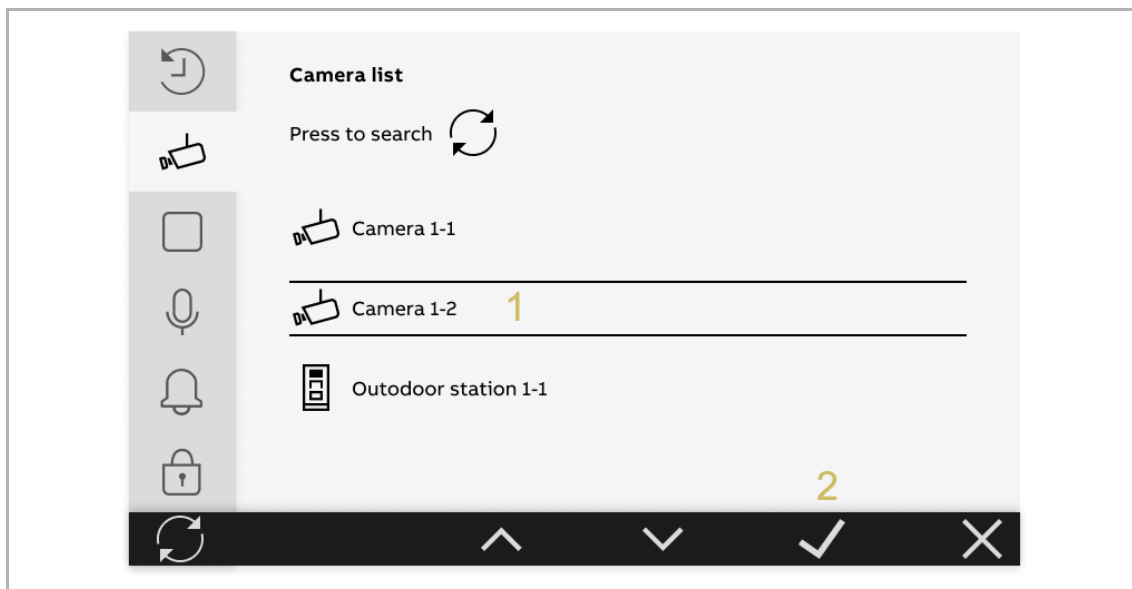 Camera list
Press to search
Camera 1-1
Camera 1-2 1
Outodoor station 1-1
2